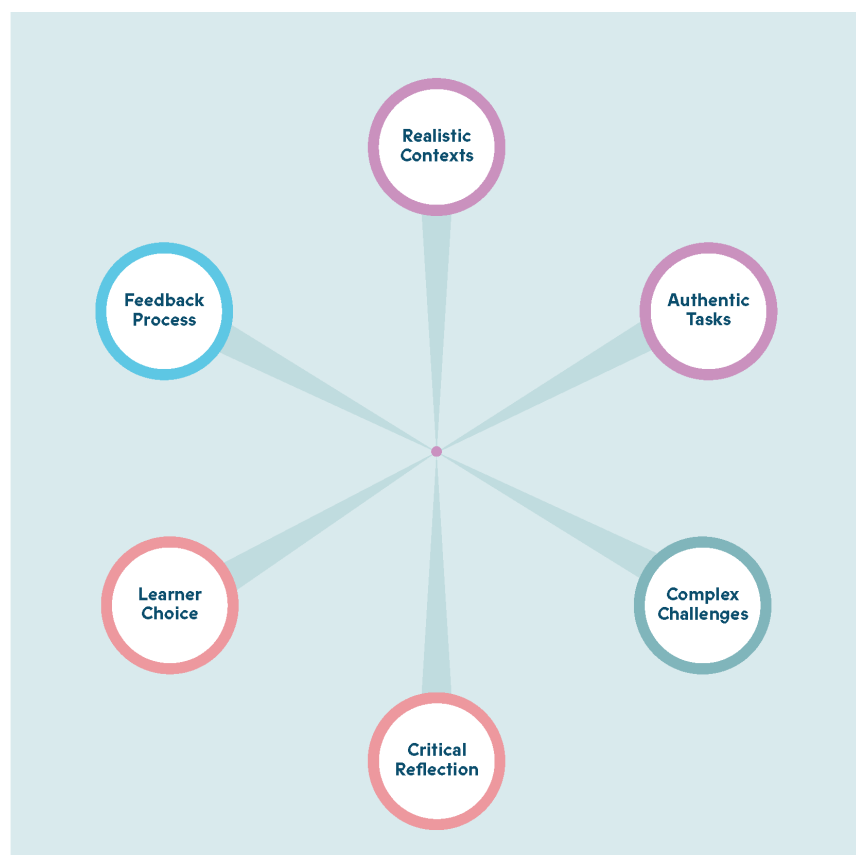 Realistic
Contexts
Feedback
Process
Authentic
Tasks
Learner
Choice
Complex
Challenges
Critical
Reflection